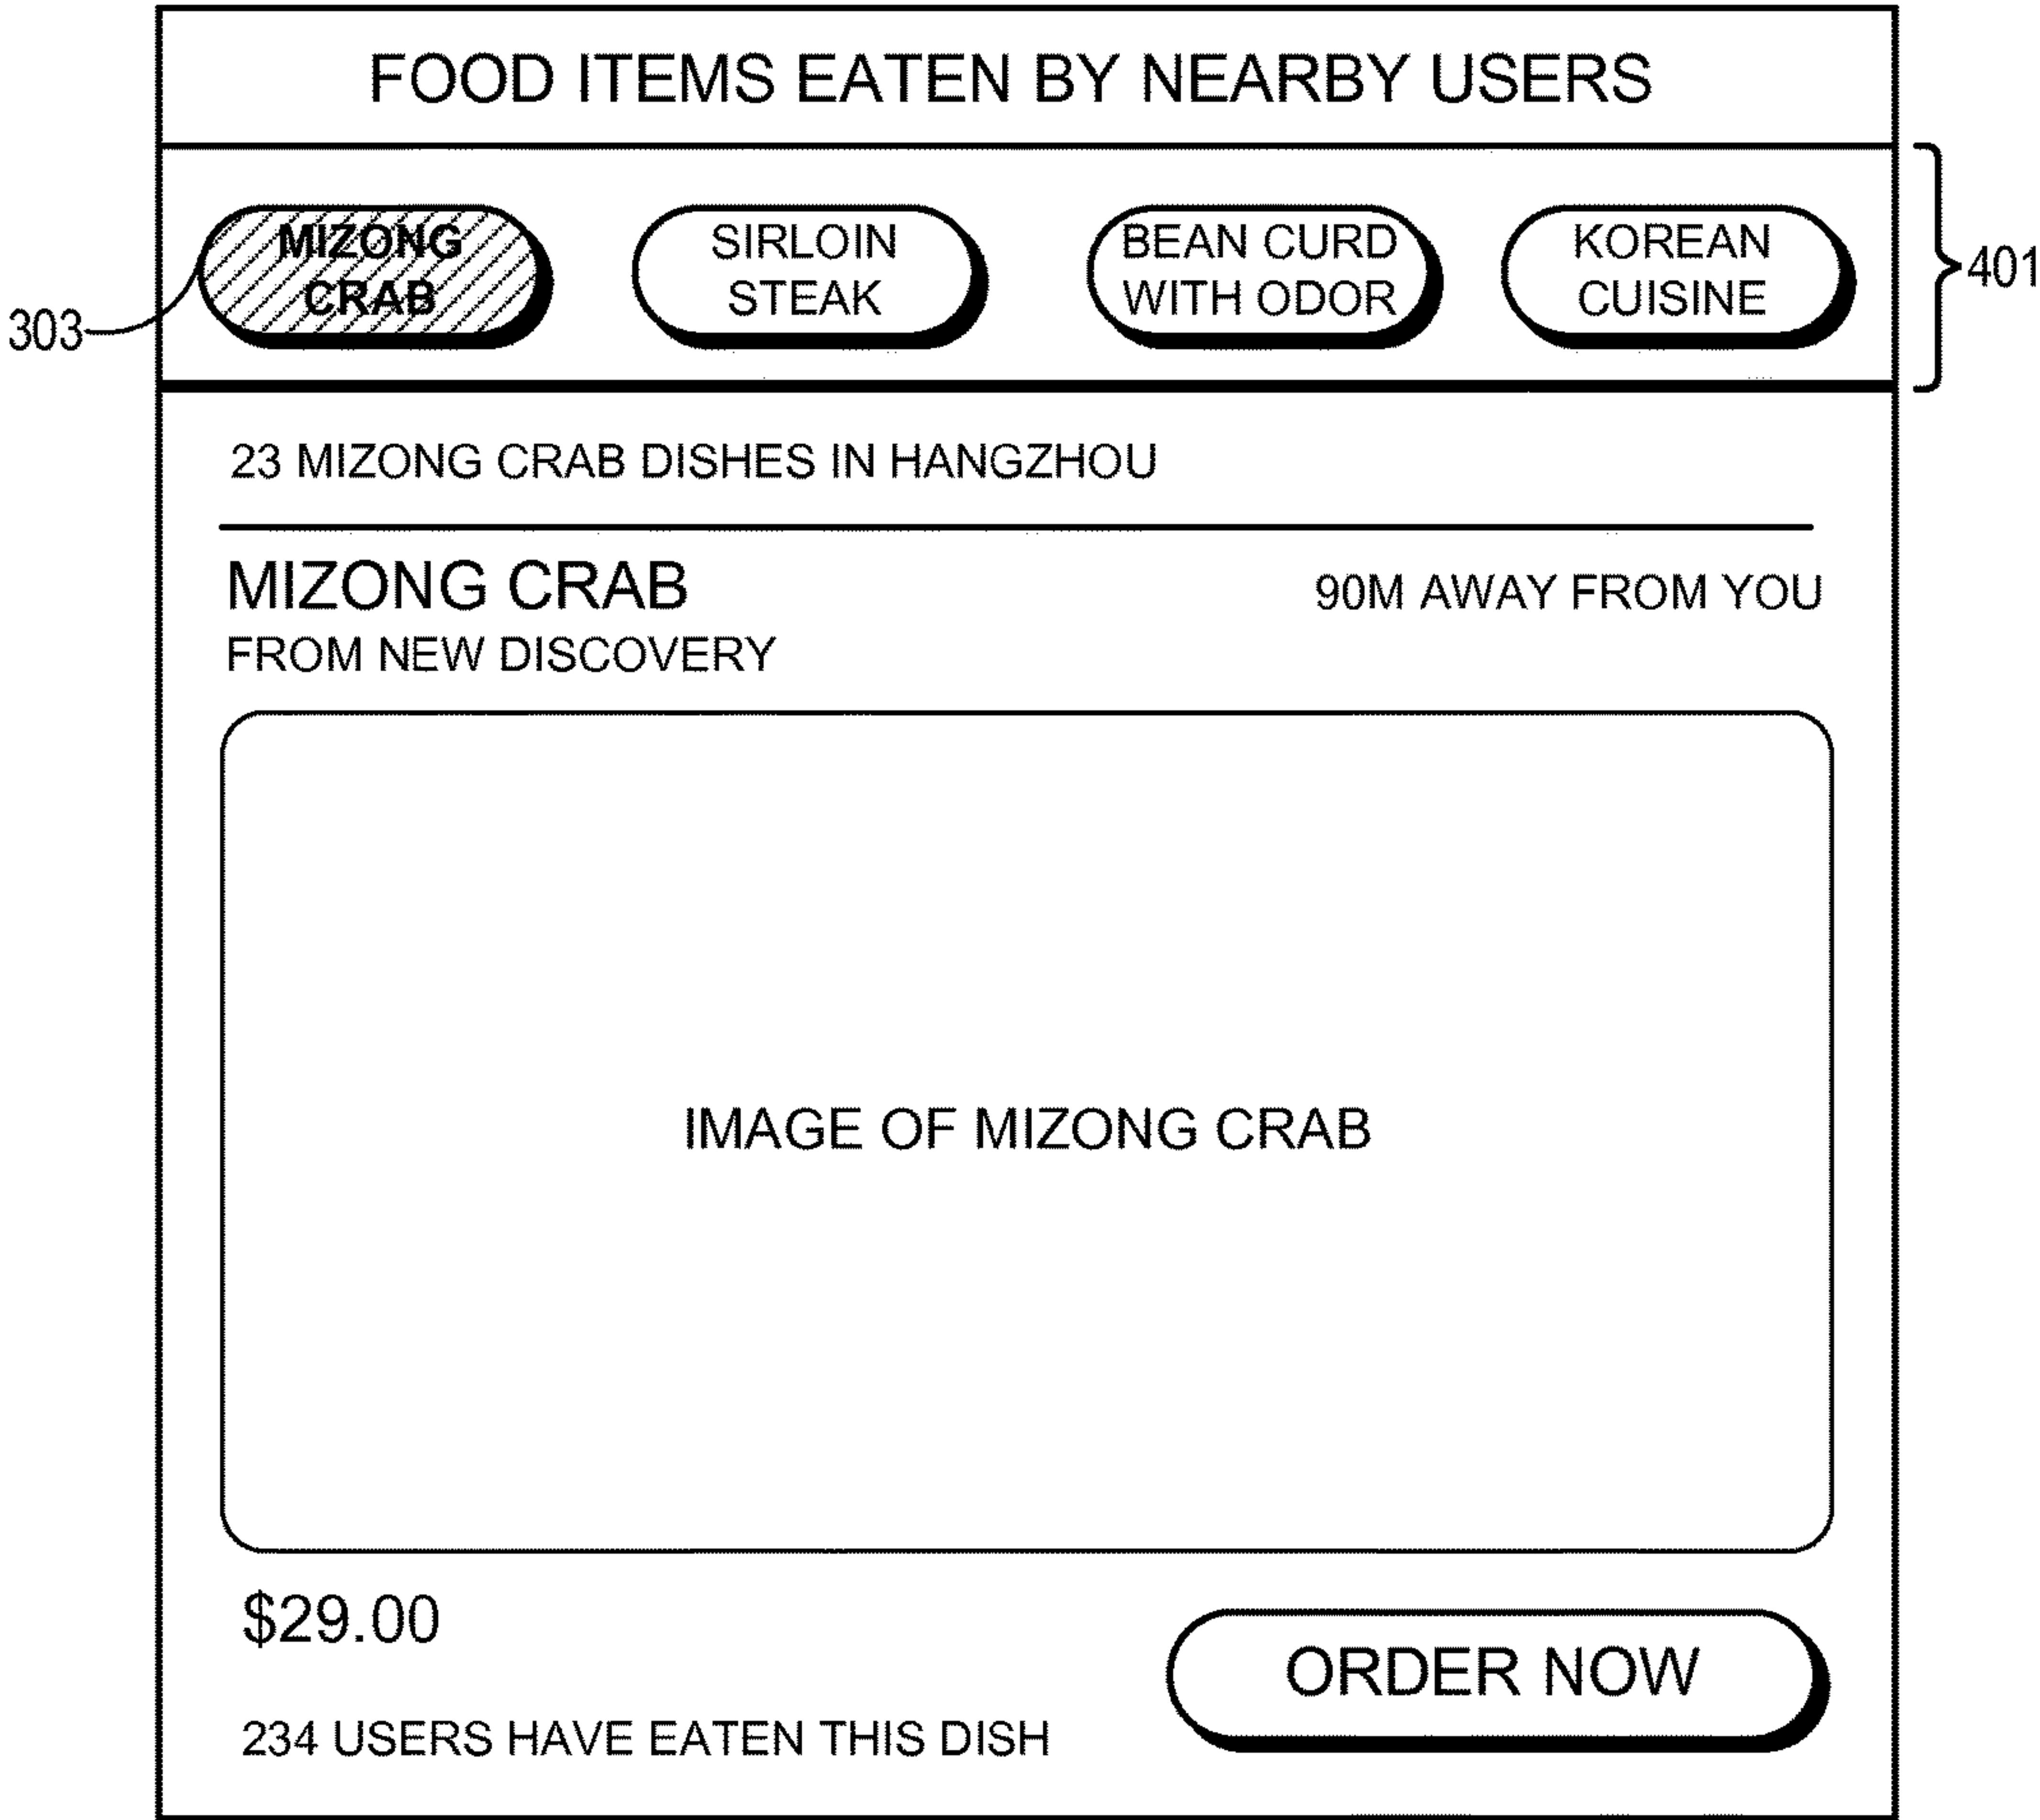 FOOD ITEMS EATEN BY NEARBY USERS
MIZONG
CRAB
SIRLOIN
STEAK
BEAN CURD
WITH ODOR
KOREAN
CUISINE
401
303
23 MIZONG CRAB DISHES IN HANGZHOU
MIZONG CRAB
90M AWAY FROM YOU
FROM NEW DISCOVERY
IMAGE OF MIZONG CRAB
$29.00
ORDER NOW
234 USERS HAVE EATEN THIS DISH